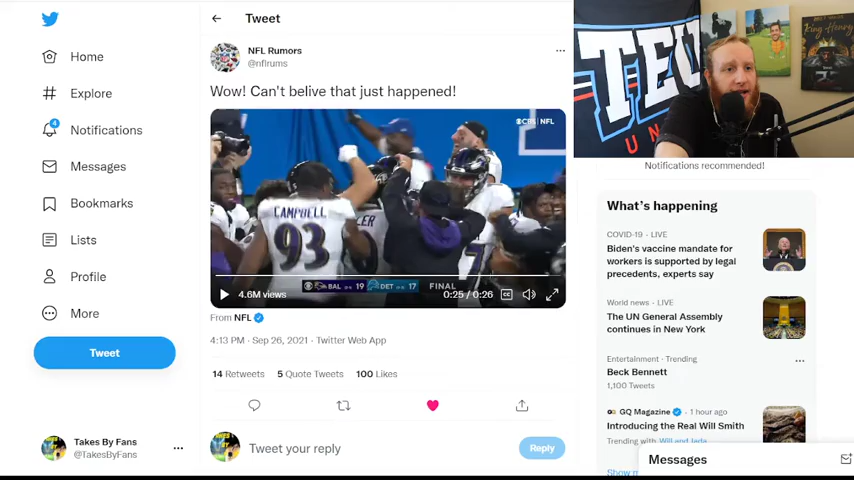 Home
Explore
4
Notifications
Messages
Bookmarks
Lists
Profile
More
Tweet
Takes By Fans
@TakesByFans
Tweet
NFL Rumors
@nflrums
Wow! Can't belive that just happened!
CBS NFL
CAMPBELL
93
BAL 19 DET 17 FINAL
4.6M views
0:25 / 0:26
CC
From NFL
4:13 PM · Sep 26, 2021 · Twitter Web App
14 Retweets 5 Quote Tweets 100 Likes
Tweet your reply
Reply
King Henry
Notifications recommended!
What's happening
COVID-19 · LIVE
Biden's vaccine mandate for
workers is supported by legal
precedents, experts say
World news · LIVE
The UN General Assembly
continues in New York
Entertainment · Trending
Beck Bennett
1,100 Tweets
GQ Magazine · 1 hour ago
Introducing the Real Will Smith
Trending with Will and Jada
Messages